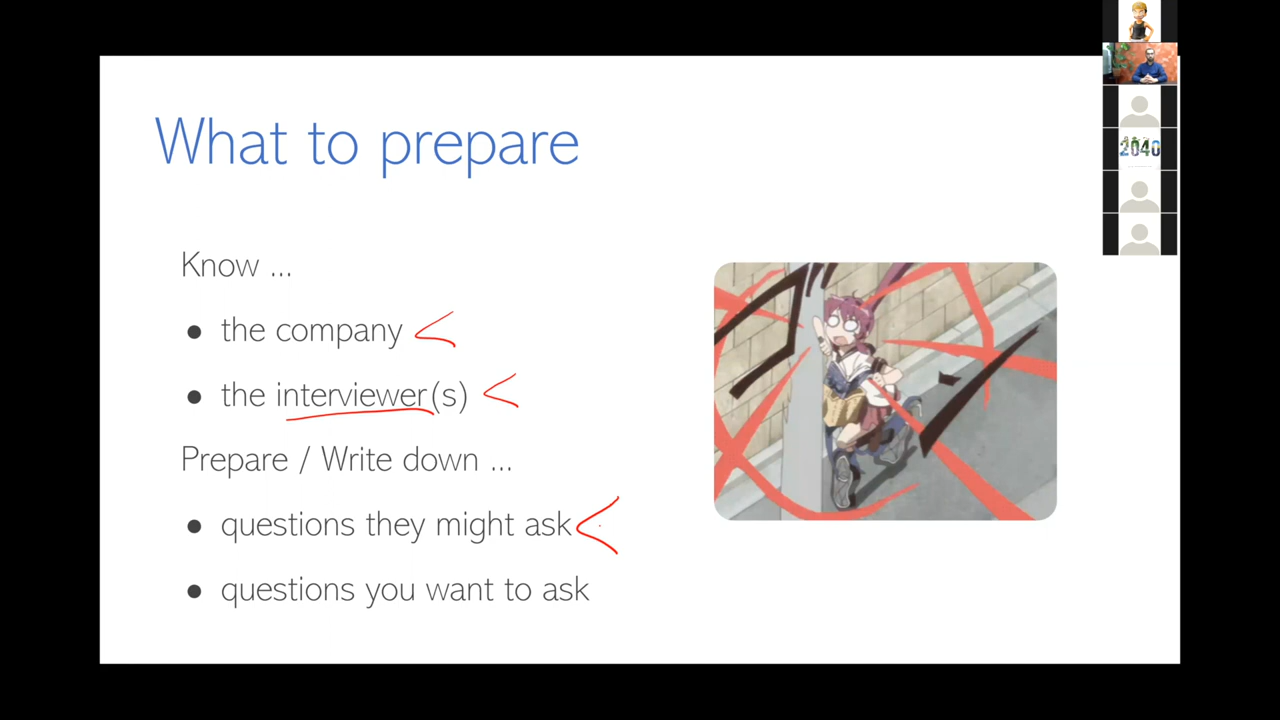 What to prepare
Know ...
● the company
● the interviewer(s)
Prepare / Write down ...
● questions they might ask
● questions you want to ask
2040